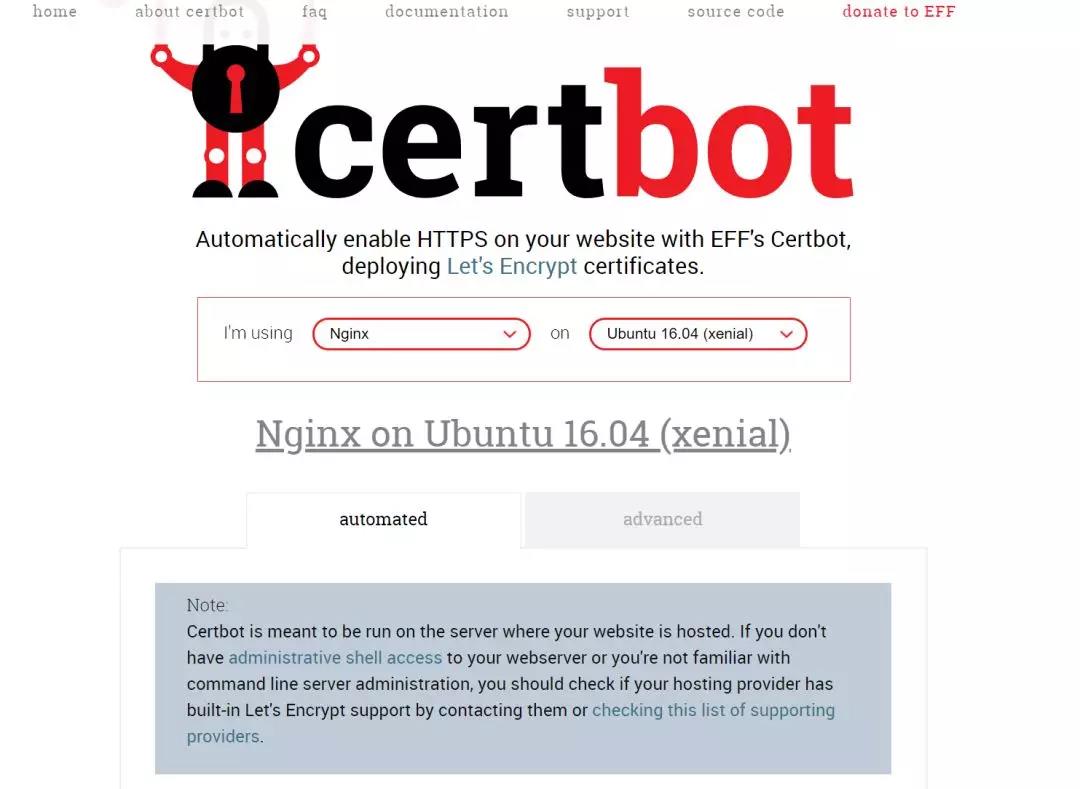 home about certbot faq documentation support source code donate to EFF
certbot
Automatically enable HTTPS on your website with EFF's Certbot,
deploying Let's Encrypt certificates.
I'm using Nginx on Ubuntu 16.04 (xenial)
Nginx on Ubuntu 16.04 (xenial)
automated advanced
Note:
Certbot is meant to be run on the server where your website is hosted. If you don't
have administrative shell access to your webserver or you're not familiar with
command line server administration, you should check if your hosting provider has
built-in Let's Encrypt support by contacting them or checking this list of supporting
providers.